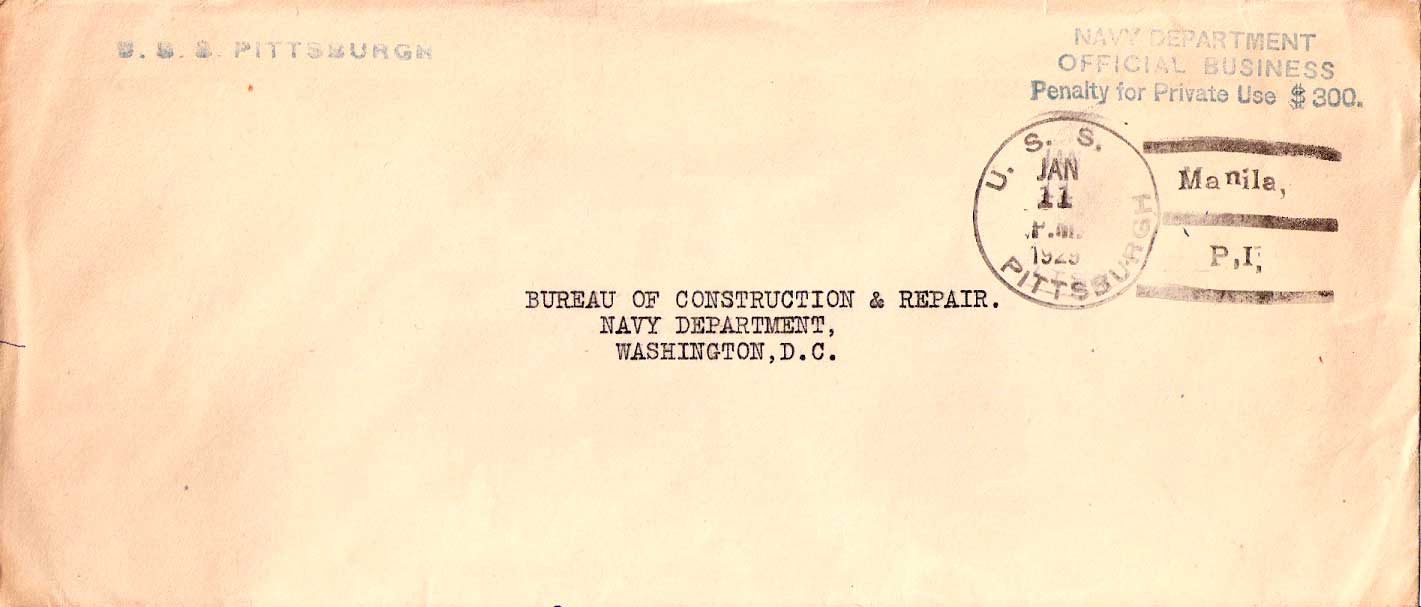 U. S. S. PITTSBURGH
NAVY DEPARTMENT
OFFICIAL BUSINESS
Penalty for Private Use $300.
U. S. S.
JAN
11
P.M.
1929
PITTSBURGH
Manila,
P,I,
BUREAU OF CONSTRUCTION & REPAIR.
NAVY DEPARTMENT,
WASHINGTON,D.C.